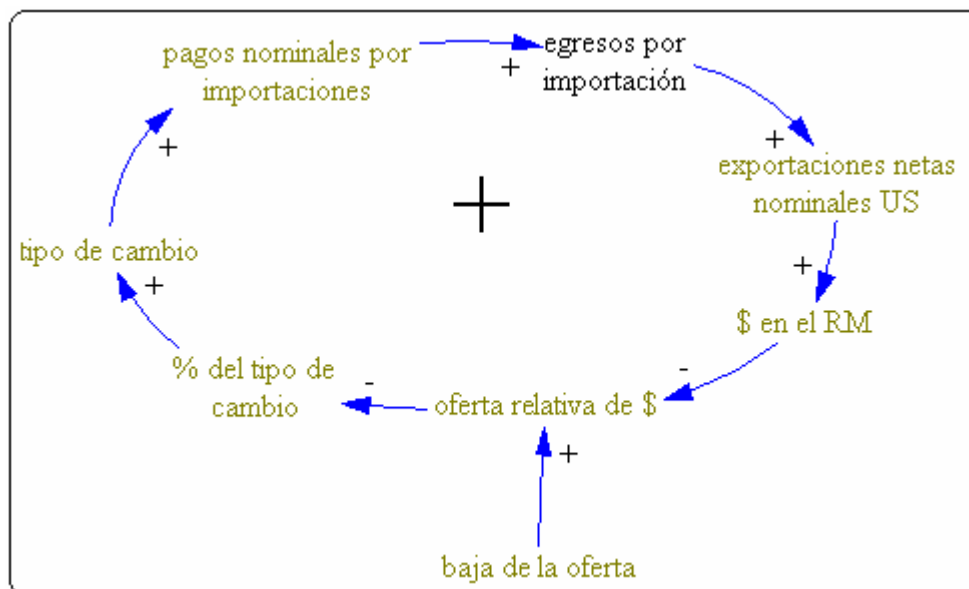 pagos nominales por
importaciones
+
egresos por
importación
+
exportaciones netas
nominales US
+
$ en el RM
-
oferta relativa de $
-
% del tipo de
cambio
+
tipo de cambio
+
+
+
baja de la oferta